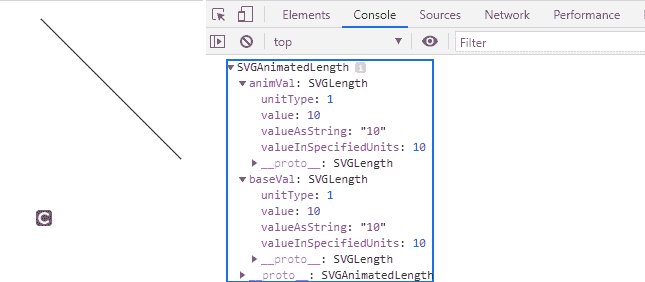 Elements Console Sources Network Performance
top Filter
SVGAnimatedLength i
animVal: SVGLength
unitType: 1
value: 10
valueAsString: "10"
valueInSpecifiedUnits: 10
__proto__: SVGLength
baseVal: SVGLength
unitType: 1
value: 10
valueAsString: "10"
valueInSpecifiedUnits: 10
__proto__: SVGLength
__proto__: SVGAnimatedLength
C